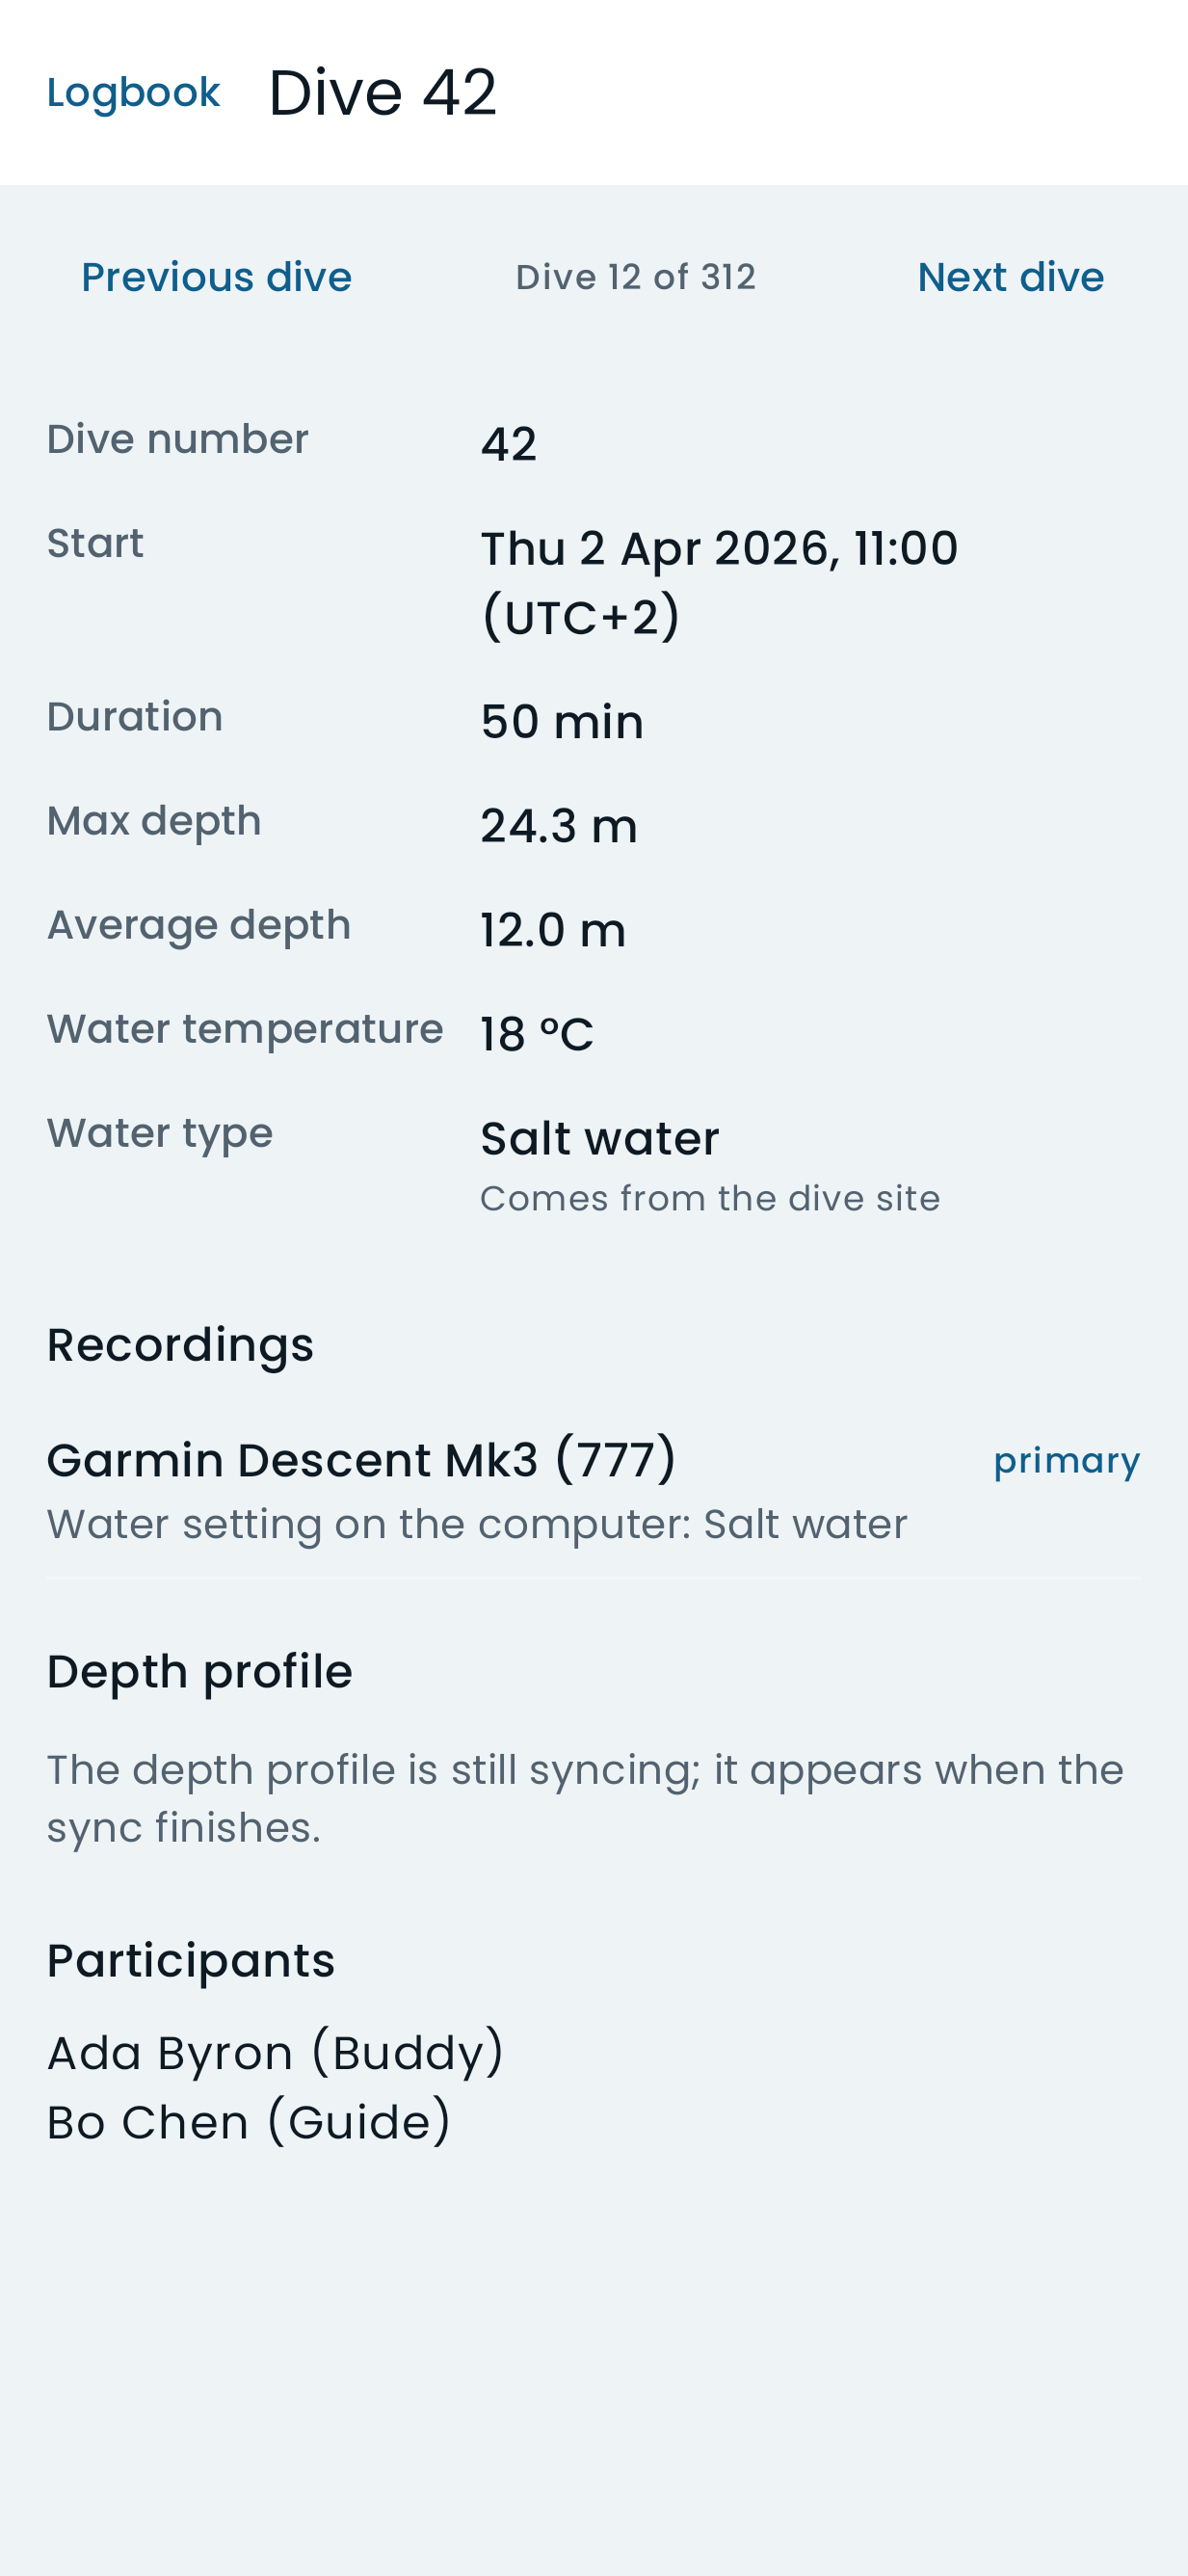 Logbook Dive 42
Previous dive Dive 12 of 312 Next dive
Dive number 42
Start Thu 2 Apr 2026, 11:00
(UTC+2)
Duration 50 min
Max depth 24.3 m
Average depth 12.0 m
Water temperature 18 °C
Water type Salt water
Comes from the dive site
Recordings
Garmin Descent Mk3 (777) primary
Water setting on the computer: Salt water
Depth profile
The depth profile is still syncing; it appears when the
sync finishes.
Participants
Ada Byron (Buddy)
Bo Chen (Guide)